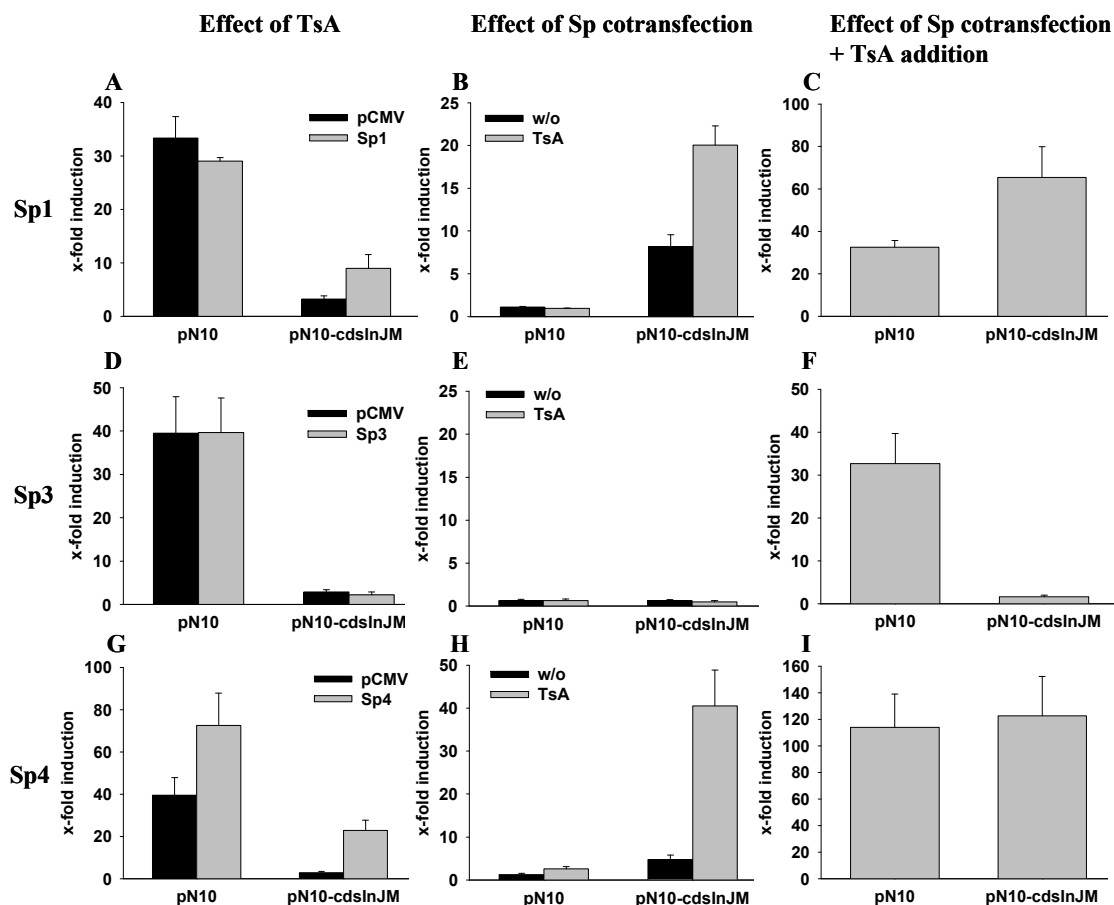 Effect of TsA
Effect of Sp cotransfection
Effect of Sp cotransfection
+ TsA addition
Sp1
A
x-fold induction
40
30
20
10
0
pCMV
Sp1
pN10
pN10-cdsInJM
B
x-fold induction
25
20
15
10
5
0
w/o
TsA
pN10
pN10-cdsInJM
C
x-fold induction
100
80
60
40
20
0
pN10
pN10-cdsInJM
Sp3
D
x-fold induction
50
40
30
20
10
0
pCMV
Sp3
pN10
pN10-cdsInJM
E
x-fold induction
25
20
15
10
5
0
w/o
TsA
pN10
pN10-cdsInJM
F
x-fold induction
50
40
30
20
10
0
pN10
pN10-cdsInJM
Sp4
G
x-fold induction
100
80
60
40
20
0
pCMV
Sp4
pN10
pN10-cdsInJM
H
x-fold induction
50
40
30
20
10
0
w/o
TsA
pN10
pN10-cdsInJM
I
x-fold induction
160
140
120
100
80
60
40
20
0
pN10
pN10-cdsInJM